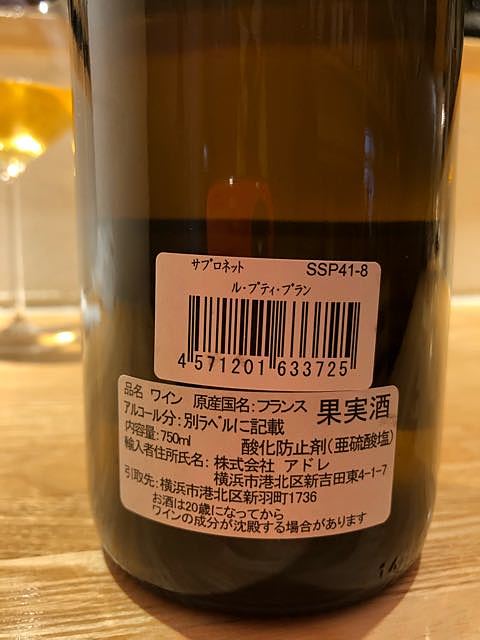 サブロネット SSP41-8
ル・プティ・ブラン
4 571201 633725
品名 ワイン 原産国名:フランス 果実酒
アルコール分:別ラベルに記載
内容量:750ml 酸化防止剤(亜硫酸塩)
輸入者住所氏名:株式会社 アドレ
横浜市港北区新吉田東4-1-7
引取先:横浜市港北区新羽町1736
お酒は20歳になってから
ワインの成分が沈殿する場合があります